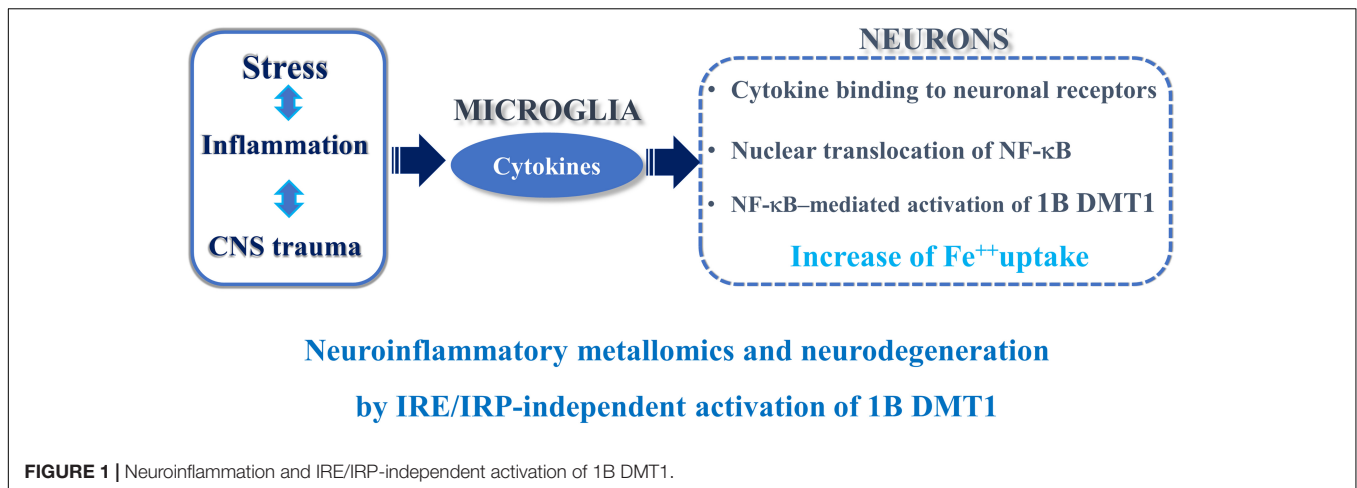 Stress
Inflammation
CNS trauma
MICROGLIA
Cytokines
NEURONS
• Cytokine binding to neuronal receptors
• Nuclear translocation of NF-κB
• NF-κB–mediated activation of 1B DMT1
Increase of Fe⁺⁺uptake
Neuroinflammatory metallomics and neurodegeneration
by IRE/IRP-independent activation of 1B DMT1
FIGURE 1 | Neuroinflammation and IRE/IRP-independent activation of 1B DMT1.